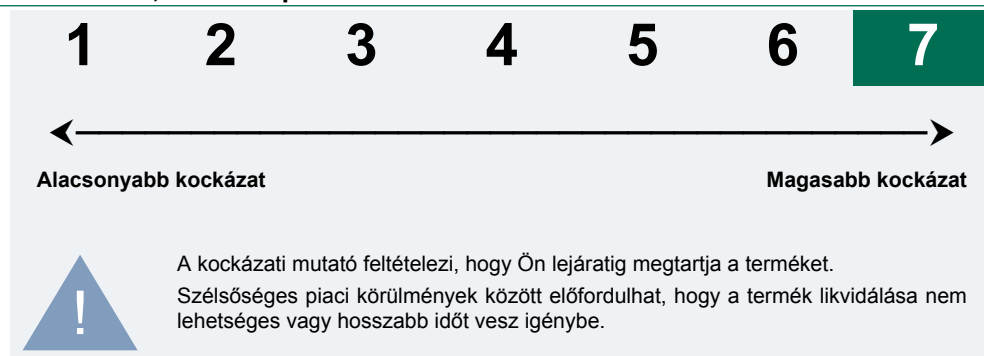 1 2 3 4 5 6 7
Alacsonyabb kockázat Magasabb kockázat
A kockázati mutató feltételezi, hogy Ön lejáratig megtartja a terméket.
Szélsőséges piaci körülmények között előfordulhat, hogy a termék likvidálása nem
lehetséges vagy hosszabb időt vesz igénybe.
!